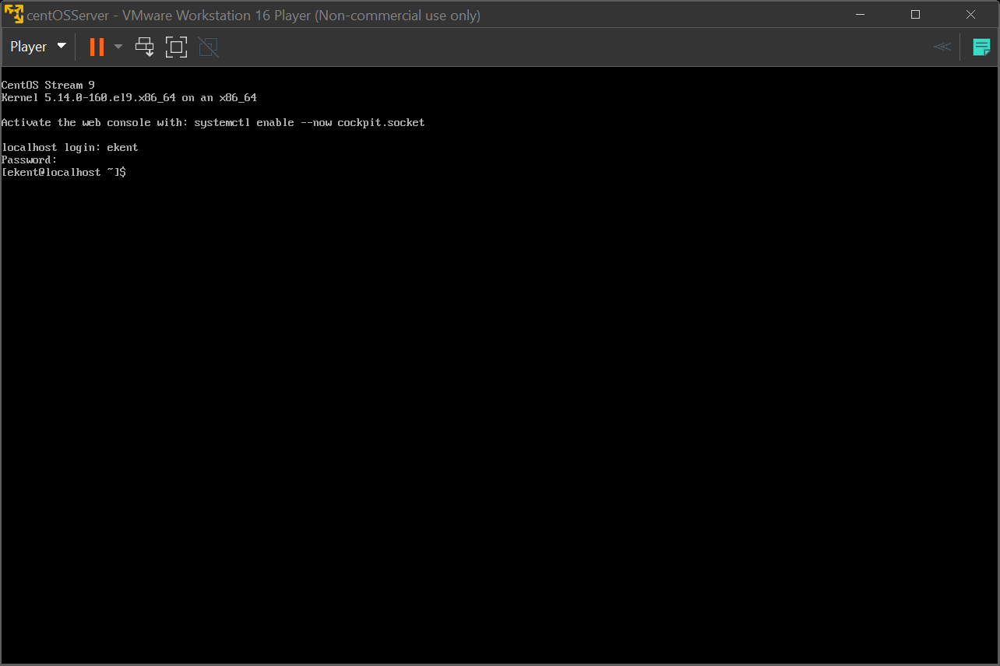 centOSServer - VMware Workstation 16 Player (Non-commercial use only)
Player
CentOS Stream 9
Kernel 5.14.0-160.el9.x86_64 on an x86_64
Activate the web console with: systemctl enable --now cockpit.socket
localhost login: ekent
Password:
[ekent@localhost ~]$